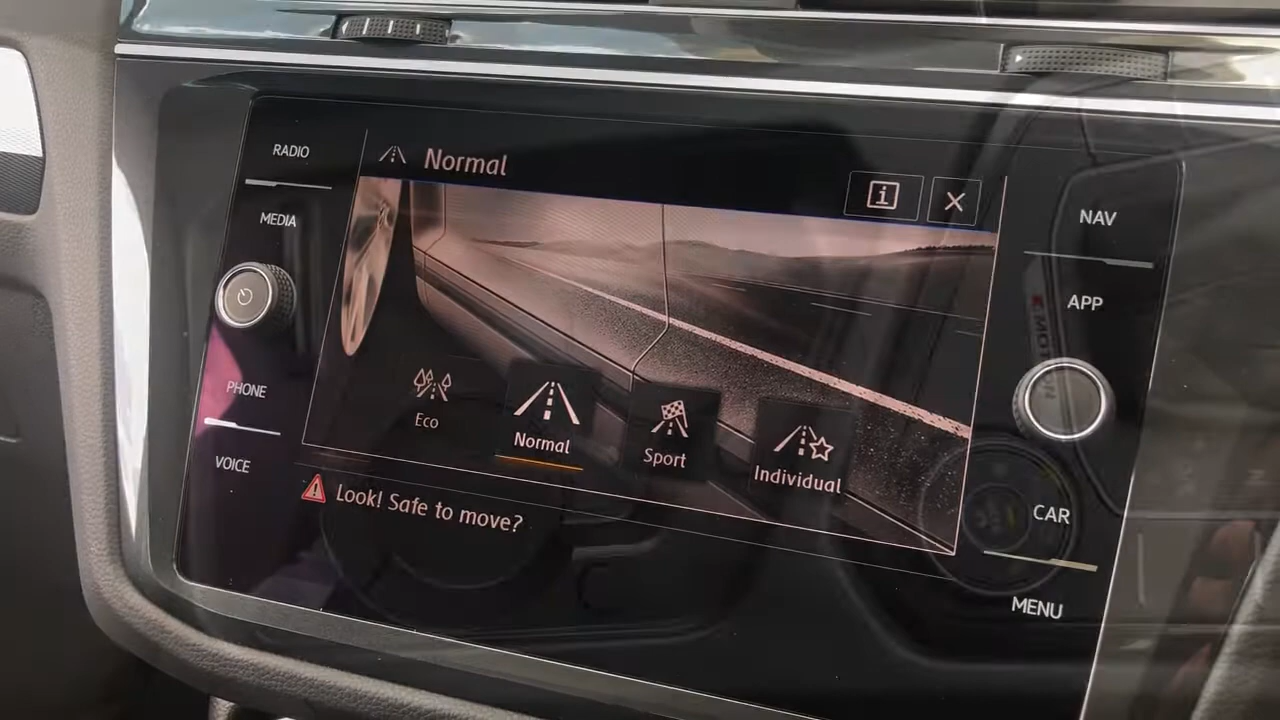 RADIO
MEDIA
PHONE
VOICE
Normal
i
Eco
Normal
Sport
Individual
Look! Safe to move?
NAV
APP
CAR
MENU